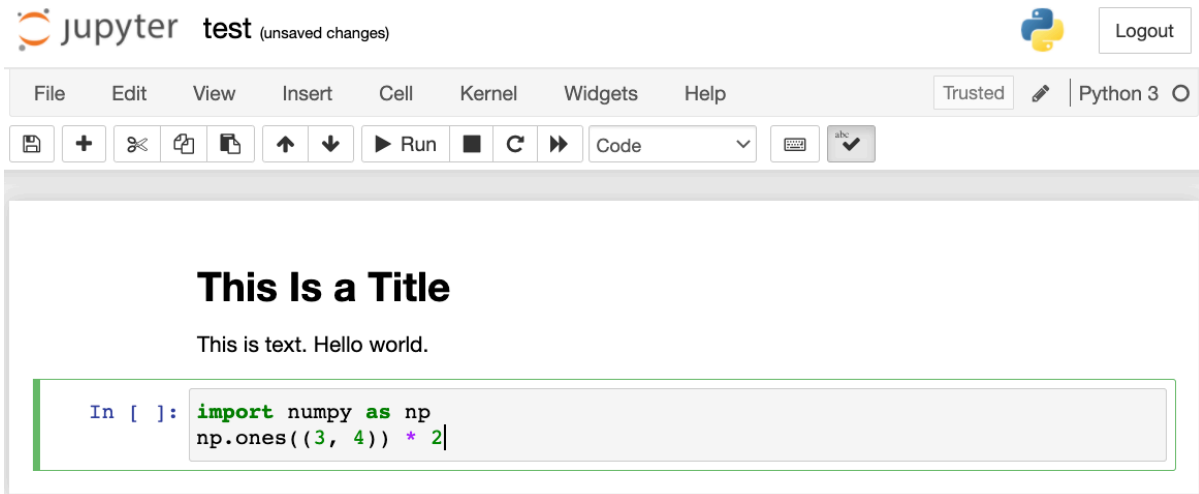 jupyter test (unsaved changes) Logout
File Edit View Insert Cell Kernel Widgets Help Trusted Python 3
Run Code abc
This Is a Title
This is text. Hello world.
In [ ]: import numpy as np
np.ones((3, 4)) * 2